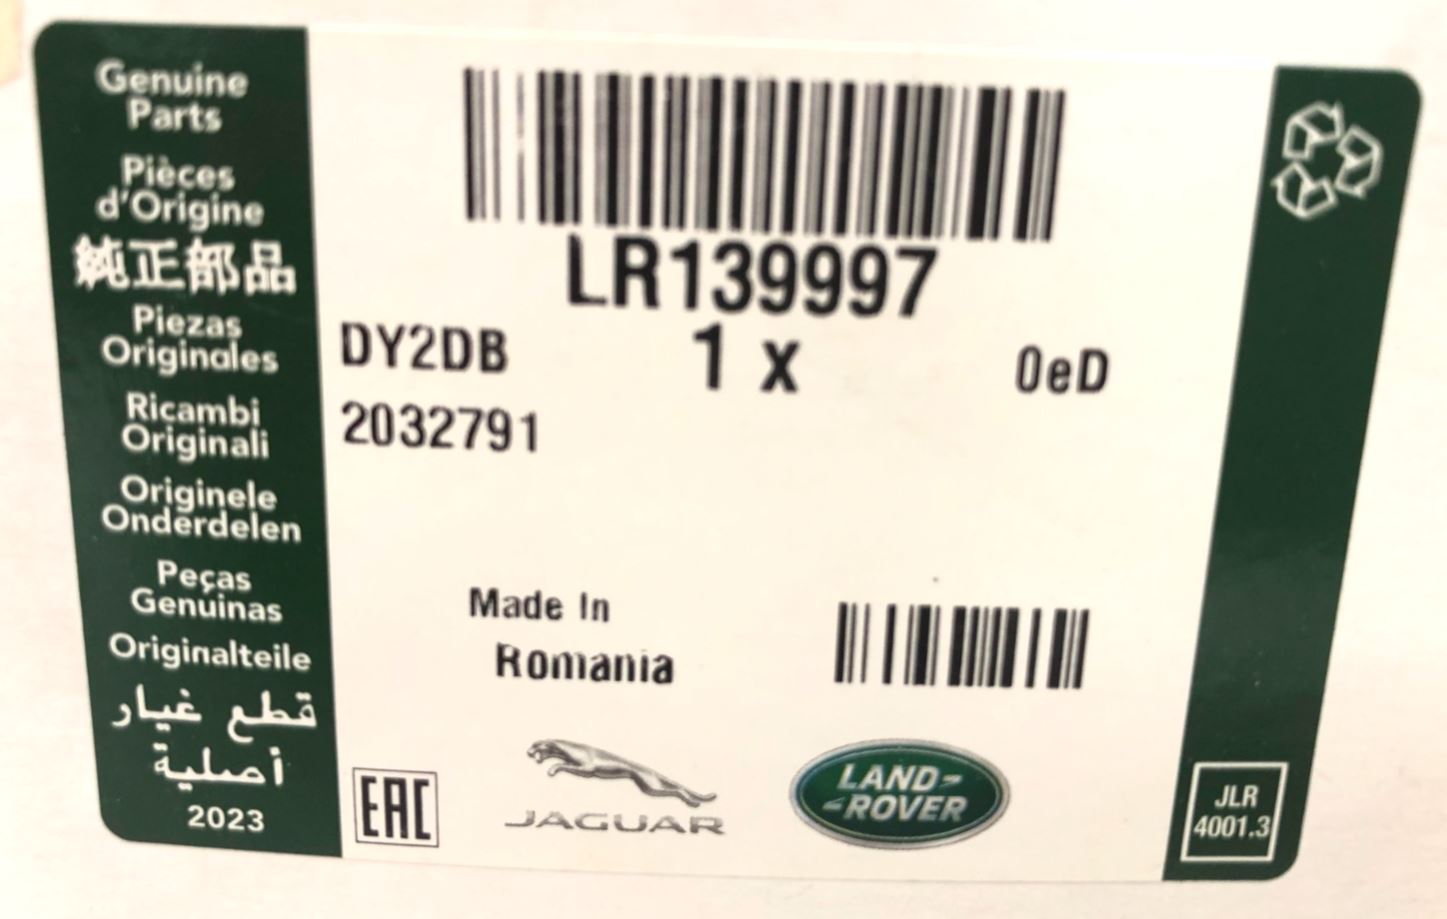 Genuine
Parts
Pièces
d'Origine
純正部品
Piezas
Originales
Ricambi
Originali
Originele
Onderdelen
Peças
Genuinas
Originalteile
قطع غيار
أصلية
2023
LR139997
DY2DB
1 x
0eD
2032791
Made In
Romania
EAC
JAGUAR
LAND-
-ROVER
JLR
4001.3